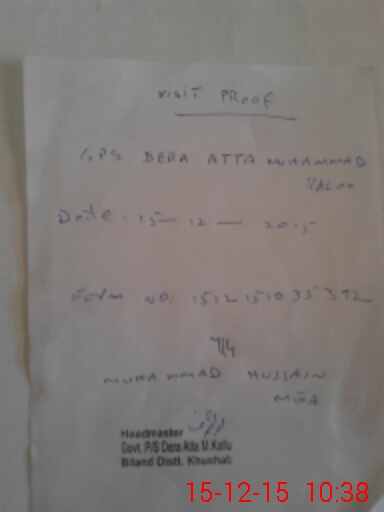 VISIT PROOF
GPS DERA ATTA MUHAMMAD
KALOO
Date: 15 — 12 — 2015
Form NO. 15121510353
MUHAMMAD HUSSAIN
MEA
Headmaster
Govt. P/S Dera Atta M.Kallu
Biland Distt. Khushab
15-12-15 10:38